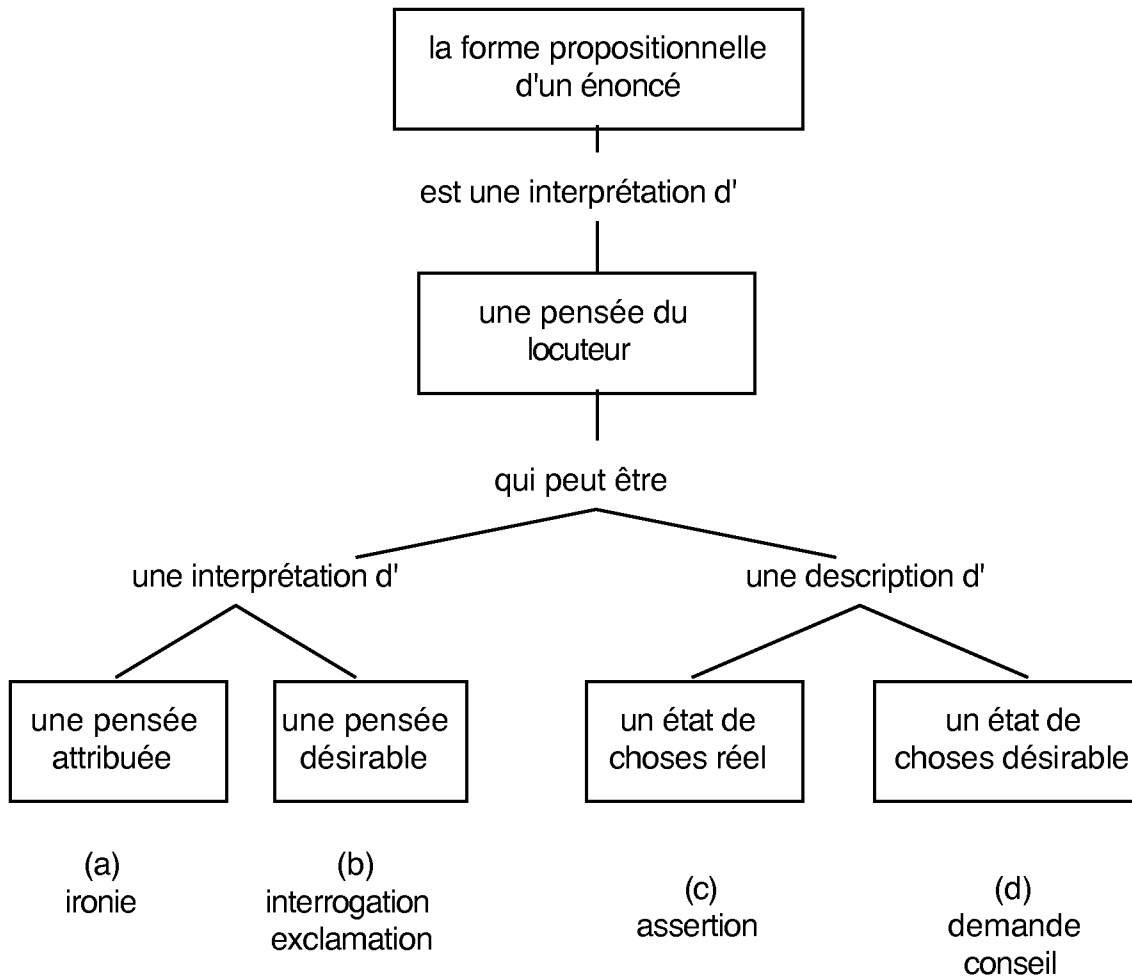 la forme propositionnelle
d'un énoncé
est une interprétation d'
une pensée du
locuteur
qui peut être
une interprétation d'
une description d'
une pensée
attribuée
une pensée
désirable
un état de
choses réel
un état de
choses désirable
(a)
ironie
(b)
interrogation
exclamation
(c)
assertion
(d)
demande
conseil